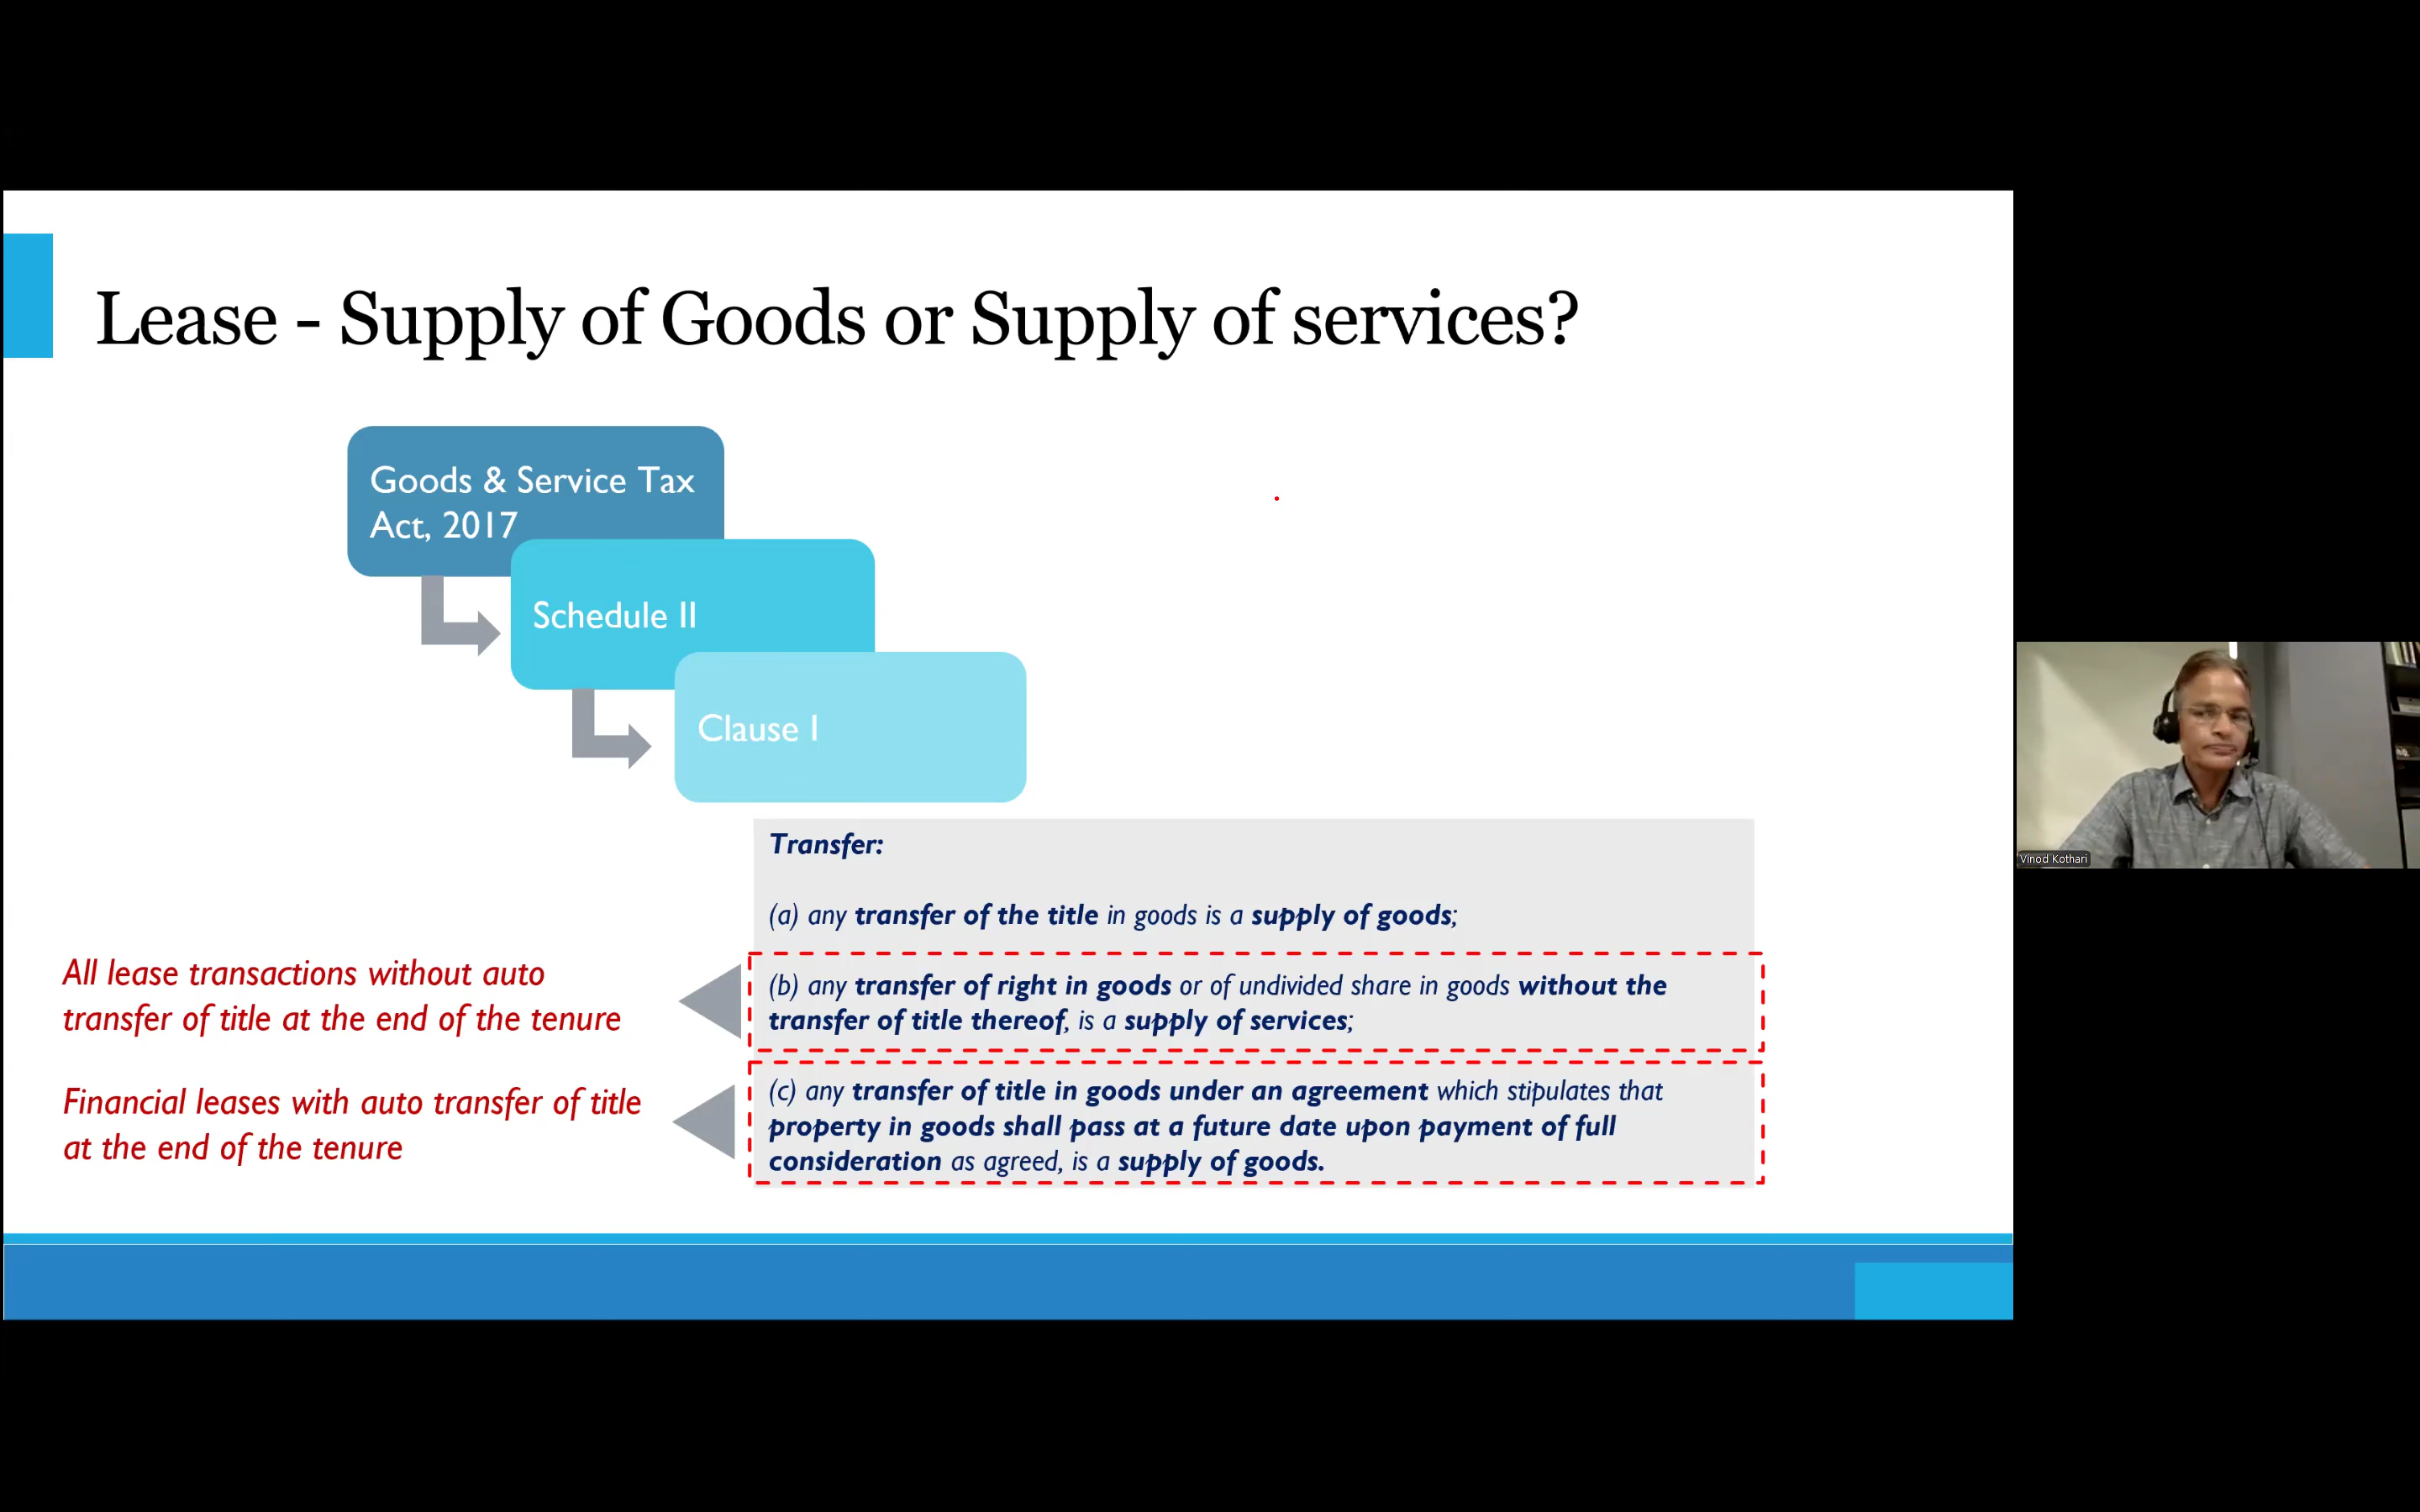 Lease - Supply of Goods or Supply of services?
Goods & Service Tax
Act, 2017
Schedule II
Clause I
Transfer:
(a) any transfer of the title in goods is a supply of goods;
All lease transactions without auto
transfer of title at the end of the tenure
(b) any transfer of right in goods or of undivided share in goods without the
transfer of title thereof, is a supply of services;
Financial leases with auto transfer of title
at the end of the tenure
(c) any transfer of title in goods under an agreement which stipulates that
property in goods shall pass at a future date upon payment of full
consideration as agreed, is a supply of goods.
Vinod Kothari